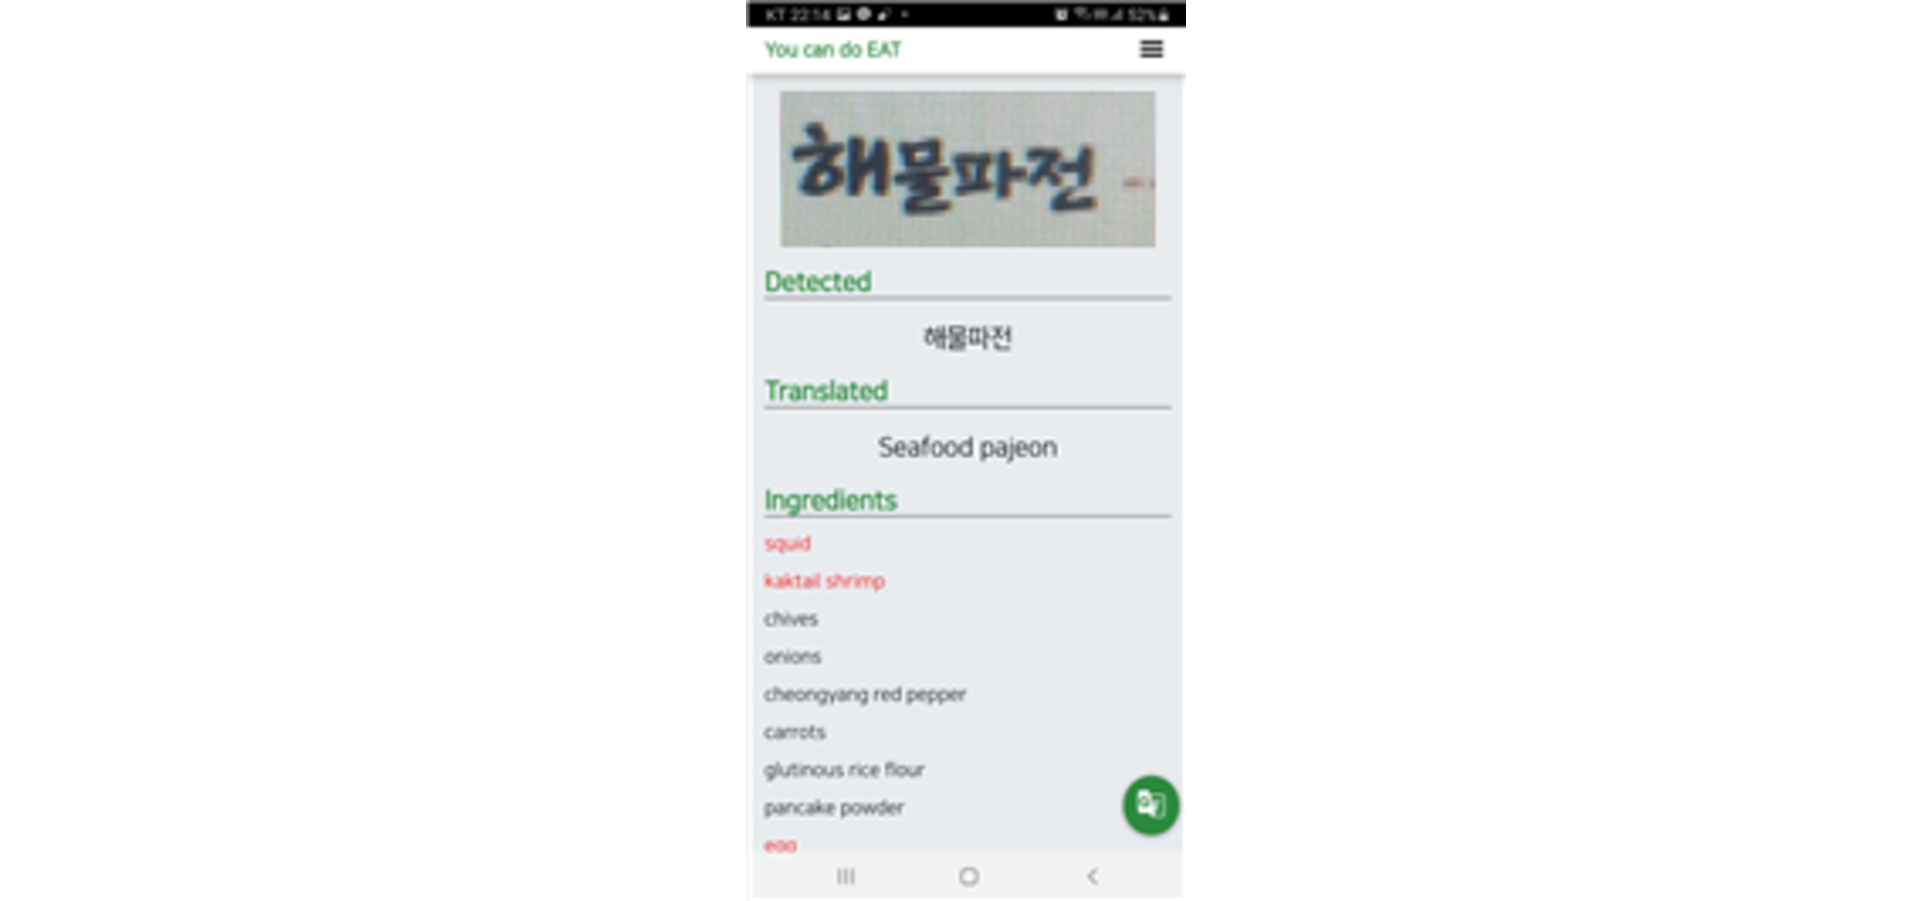 KT 22:14 52%
You can do EAT
해물파전
Detected
해물파전
Translated
Seafood pajeon
Ingredients
squid
kaktail shrimp
chives
onions
cheongyang red pepper
carrots
glutinous rice flour
pancake powder
egg